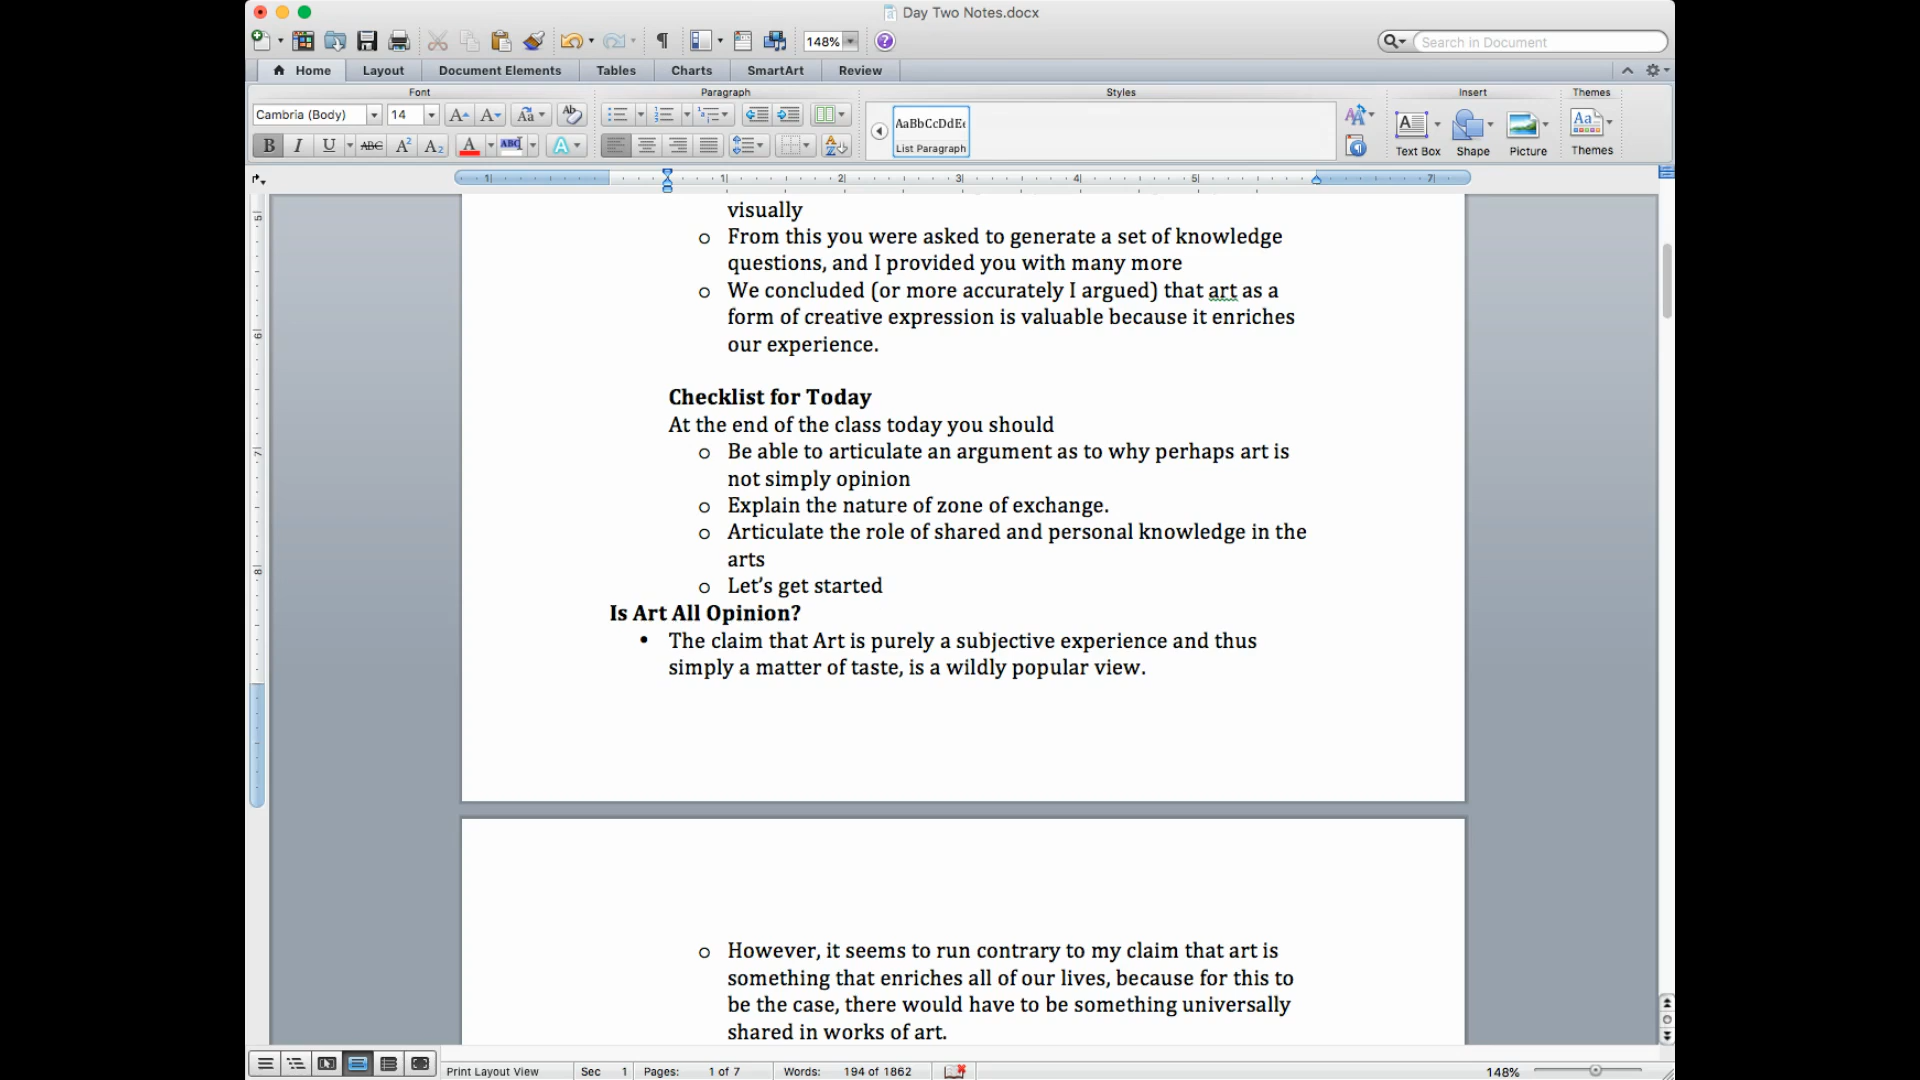 Day Two Notes.docx
148%
Search in Document
Home Layout Document Elements Tables Charts SmartArt Review
Font Paragraph Styles Insert Themes
Cambria (Body) 14
AaBbCcDdEe
List Paragraph
Text Box Shape Picture Themes
visually
o From this you were asked to generate a set of knowledge
questions, and I provided you with many more
o We concluded (or more accurately I argued) that art as a
form of creative expression is valuable because it enriches
our experience.
Checklist for Today
At the end of the class today you should
o Be able to articulate an argument as to why perhaps art is
not simply opinion
o Explain the nature of zone of exchange.
o Articulate the role of shared and personal knowledge in the
arts
o Let's get started
Is Art All Opinion?
• The claim that Art is purely a subjective experience and thus
simply a matter of taste, is a wildly popular view.
o However, it seems to run contrary to my claim that art is
something that enriches all of our lives, because for this to
be the case, there would have to be something universally
shared in works of art.
Print Layout View Sec 1 Pages: 1 of 7 Words: 194 of 1862 148%